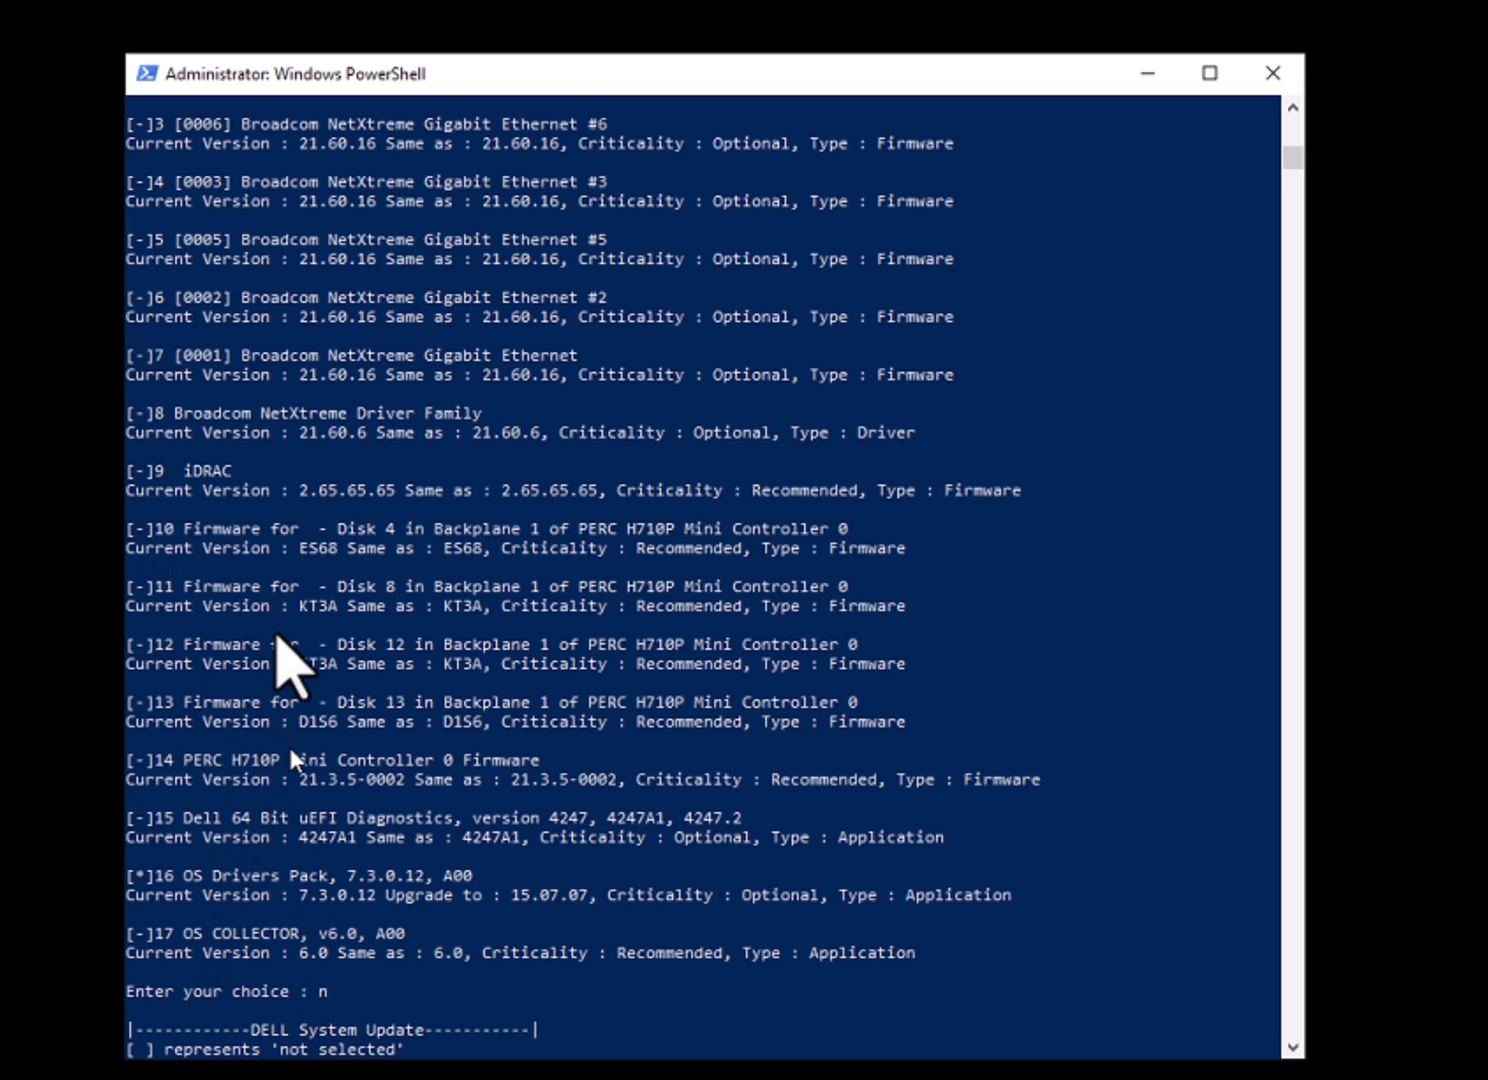 Administrator: Windows PowerShell
[-]3 [0006] Broadcom NetXtreme Gigabit Ethernet #6
Current Version : 21.60.16 Same as : 21.60.16, Criticality : Optional, Type : Firmware
[-]4 [0003] Broadcom NetXtreme Gigabit Ethernet #3
Current Version : 21.60.16 Same as : 21.60.16, Criticality : Optional, Type : Firmware
[-]5 [0005] Broadcom NetXtreme Gigabit Ethernet #5
Current Version : 21.60.16 Same as : 21.60.16, Criticality : Optional, Type : Firmware
[-]6 [0002] Broadcom NetXtreme Gigabit Ethernet #2
Current Version : 21.60.16 Same as : 21.60.16, Criticality : Optional, Type : Firmware
[-]7 [0001] Broadcom NetXtreme Gigabit Ethernet
Current Version : 21.60.16 Same as : 21.60.16, Criticality : Optional, Type : Firmware
[-]8 Broadcom NetXtreme Driver Family
Current Version : 21.60.6 Same as : 21.60.6, Criticality : Optional, Type : Driver
[-]9  iDRAC
Current Version : 2.65.65.65 Same as : 2.65.65.65, Criticality : Recommended, Type : Firmware
[-]10 Firmware for  - Disk 4 in Backplane 1 of PERC H710P Mini Controller 0
Current Version : ES68 Same as : ES68, Criticality : Recommended, Type : Firmware
[-]11 Firmware for  - Disk 8 in Backplane 1 of PERC H710P Mini Controller 0
Current Version : KT3A Same as : KT3A, Criticality : Recommended, Type : Firmware
[-]12 Firmware for  - Disk 12 in Backplane 1 of PERC H710P Mini Controller 0
Current Version KT3A Same as : KT3A, Criticality : Recommended, Type : Firmware
[-]13 Firmware for  - Disk 13 in Backplane 1 of PERC H710P Mini Controller 0
Current Version : D1S6 Same as : D1S6, Criticality : Recommended, Type : Firmware
[-]14 PERC H710P Mini Controller 0 Firmware
Current Version : 21.3.5-0002 Same as : 21.3.5-0002, Criticality : Recommended, Type : Firmware
[-]15 Dell 64 Bit uEFI Diagnostics, version 4247, 4247A1, 4247.2
Current Version : 4247A1 Same as : 4247A1, Criticality : Optional, Type : Application
[*]16 OS Drivers Pack, 7.3.0.12, A00
Current Version : 7.3.0.12 Upgrade to : 15.07.07, Criticality : Optional, Type : Application
[-]17 OS COLLECTOR, v6.0, A00
Current Version : 6.0 Same as : 6.0, Criticality : Recommended, Type : Application
Enter your choice : n
|------------DELL System Update-----------|
[ ] represents 'not selected'